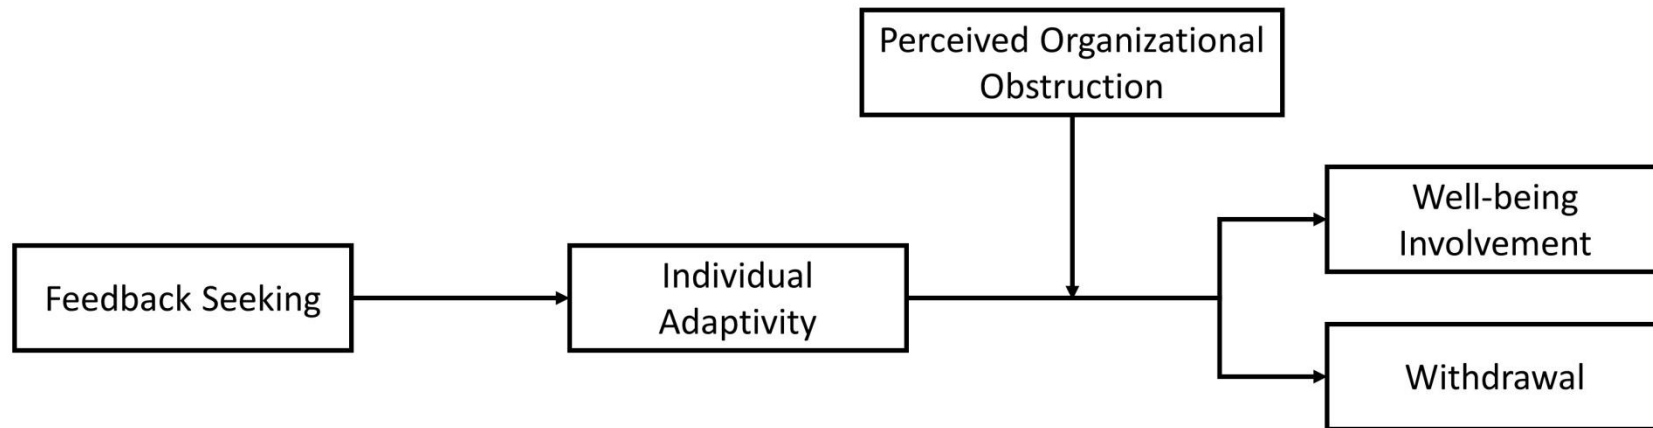 Perceived Organizational
Obstruction
Well-being
Involvement
Feedback Seeking
Individual
Adaptivity
Withdrawal